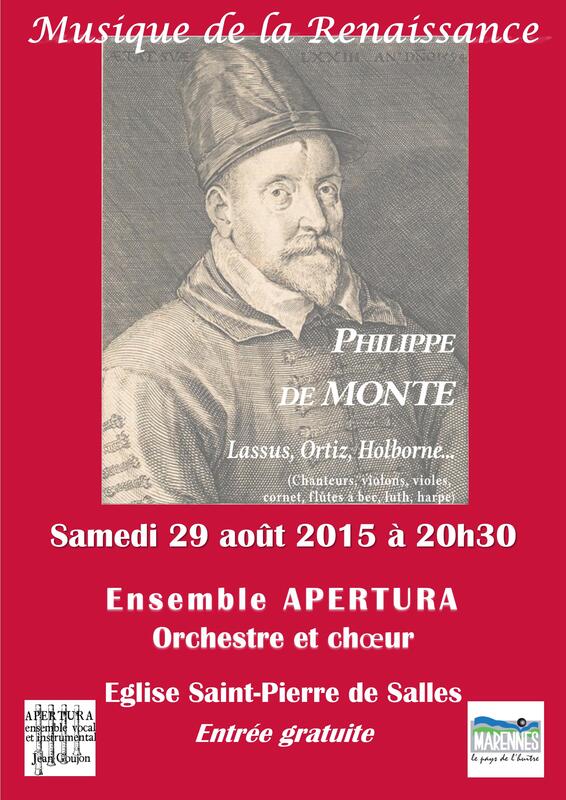 Musique de la Renaissance
PHILIPPE
DE MONTE
Lassus, Ortiz, Holborne...
(Chanteurs, violons, violes,
cornet, flûtes à bec, luth, harpe)
Samedi 29 août 2015 à 20h30
Ensemble APERTURA
Orchestre et chœur
Eglise Saint-Pierre de Salles
Entrée gratuite
APERTURA
ensemble vocal
et instrumental
Jean Goujon
MARENNES
le pays de l'huître